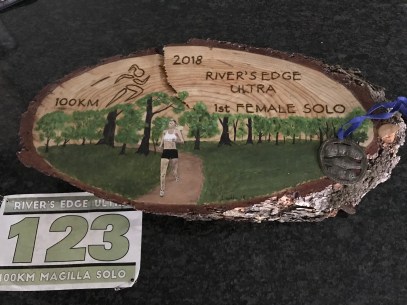 2018
RIVER'S EDGE
ULTRA
100KM
1st FEMALE SOLO
RIVER'S EDGE ULTRA
123
100KM MAGILLA SOLO